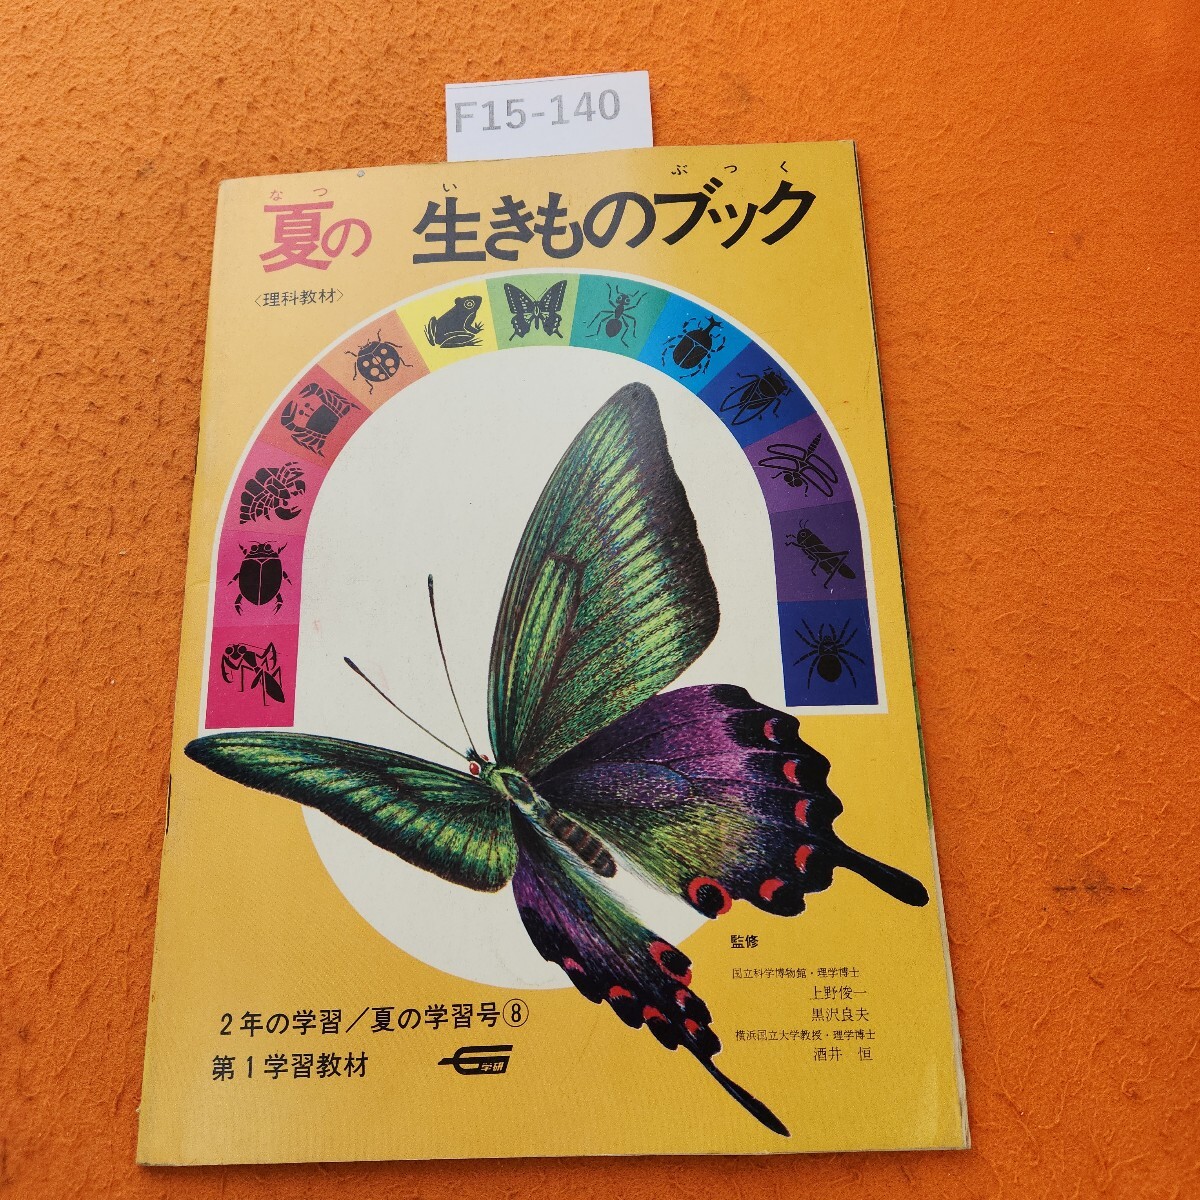 F15-140
なつ い ぶつく
夏の 生きものブック
〈理科教材〉
監修
国立科学博物館・理学博士
上野俊一
黒沢良夫
横浜国立大学教授・理学博士
酒井 恒
2年の学習/夏の学習号⑧
第1学習教材
学研